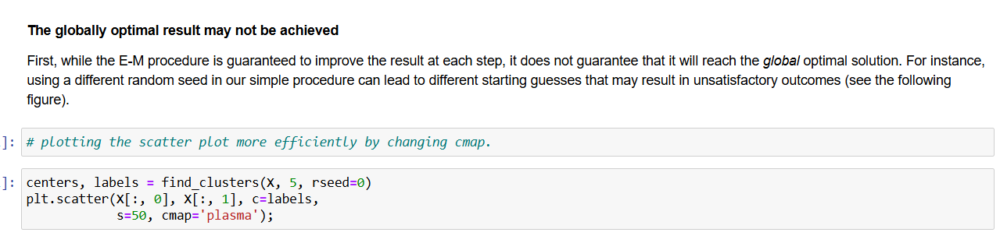 The globally optimal result may not be achieved
First, while the E-M procedure is guaranteed to improve the result at each step, it does not guarantee that it will reach the global optimal solution. For instance,
using a different random seed in our simple procedure can lead to different starting guesses that may result in unsatisfactory outcomes (see the following
figure).
]: # plotting the scatter plot more efficiently by changing cmap.
]: centers, labels = find_clusters(X, 5, rseed=0)
plt.scatter(X[:, 0], X[:, 1], c=labels,
            s=50, cmap='plasma');